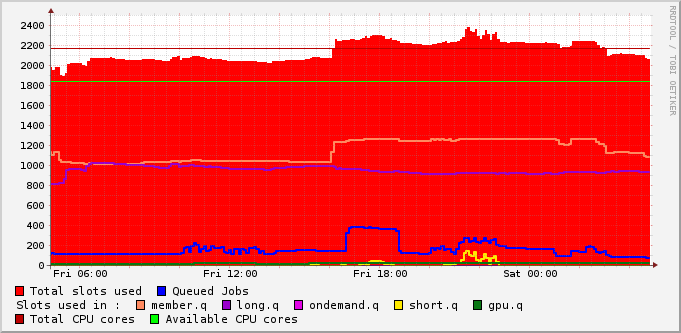 RRDTOOL / TOBI OETIKER
2400
2200
2000
1800
1600
1400
1200
1000
800
600
400
200
0
Fri 06:00 Fri 12:00 Fri 18:00 Sat 00:00
Total slots used Queued Jobs
Slots used in : member.q long.q ondemand.q short.q gpu.q
Total CPU cores Available CPU cores